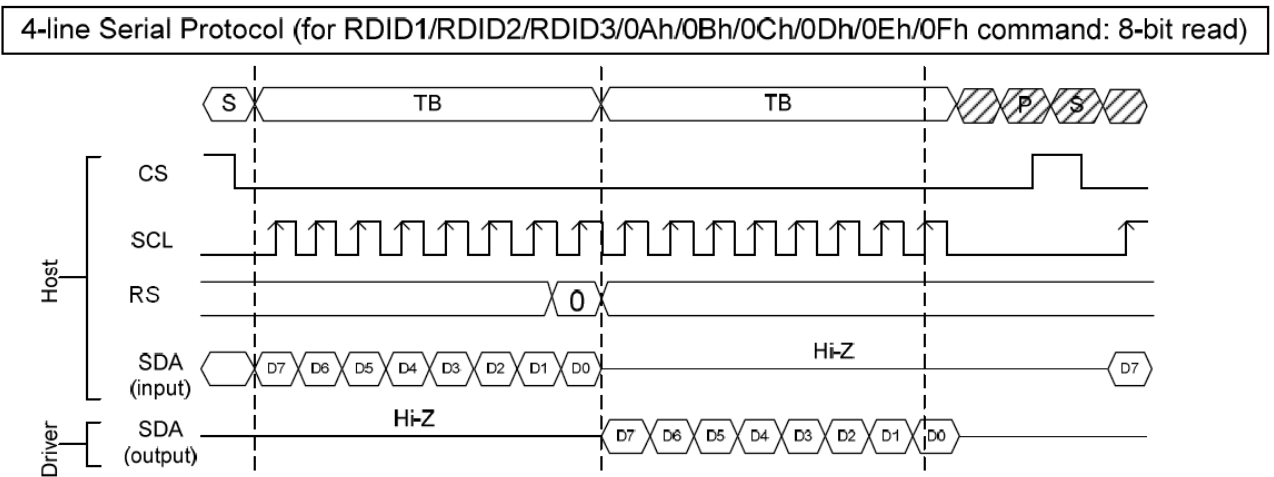 4-line Serial Protocol (for RDID1/RDID2/RDID3/0Ah/0Bh/0Ch/0Dh/0Eh/0Fh command: 8-bit read)
S TB TB P S
CS
SCL
RS 0
Host
SDA
(input)
D7 D6 D5 D4 D3 D2 D1 D0 Hi-Z D7
Driver
SDA
(output)
Hi-Z D7 D6 D5 D4 D3 D2 D1 D0